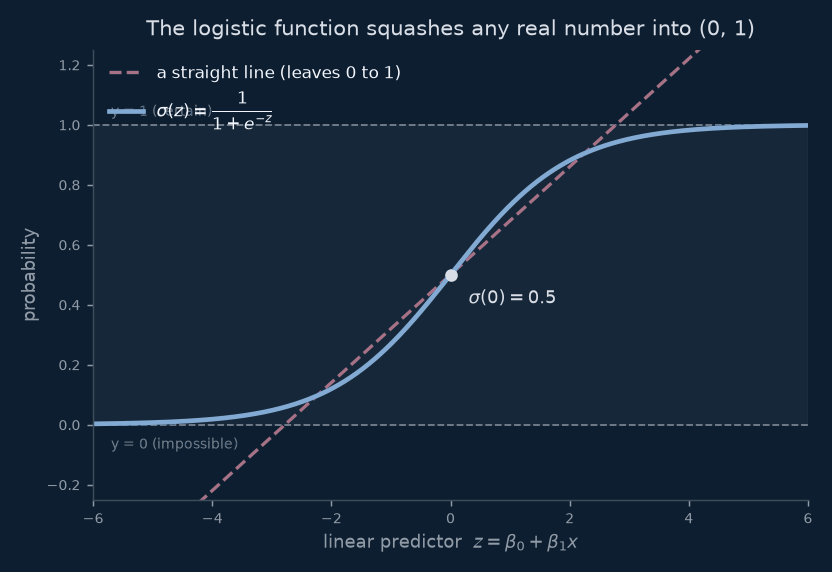 The logistic function squashes any real number into (0, 1)
1.2
1.0
0.8
0.6
0.4
0.2
0.0
−0.2
probability
a straight line (leaves 0 to 1)
y = 1 (certain)
σ(z) = 1 / (1 + e^{−z})
σ(0) = 0.5
y = 0 (impossible)
−6 −4 −2 0 2 4 6
linear predictor z = β₀ + β₁x